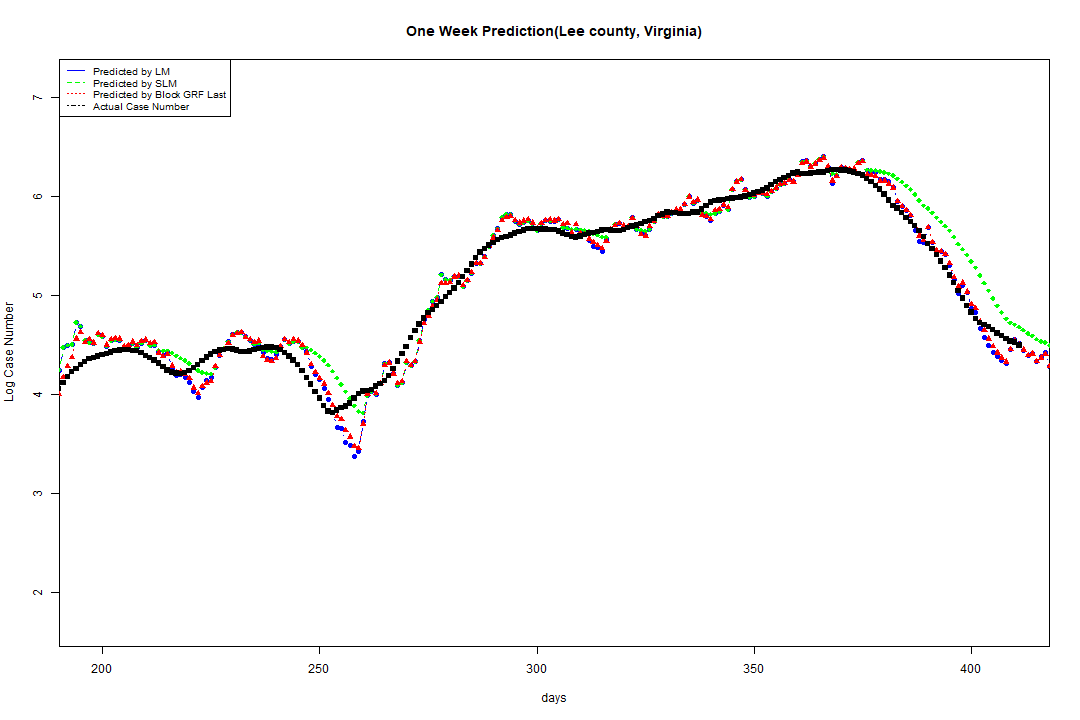 One Week Prediction(Lee county, Virginia)
Predicted by LM
Predicted by SLM
Predicted by Block GRF Last
Actual Case Number
Log Case Number
7
6
5
4
3
2
200 250 300 350 400
days